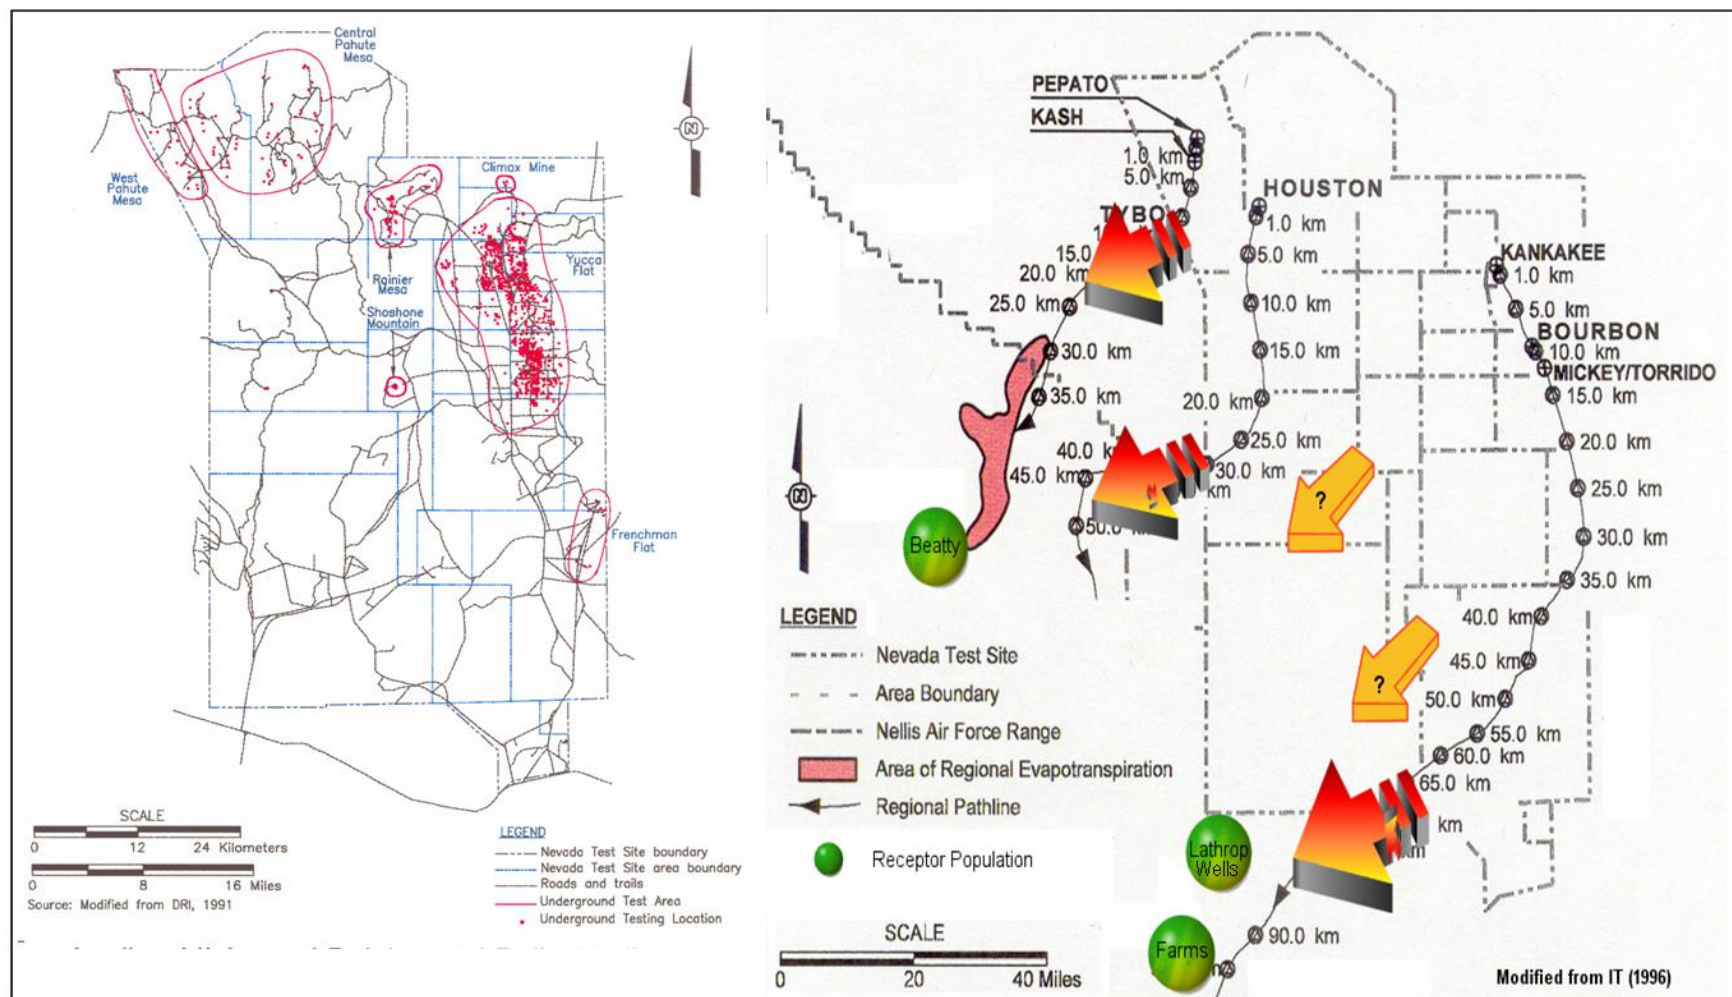 Central
Pahute
Mesa
West
Pahute
Mesa
Climax Mine
Rainier
Mesa
Yucca
Flat
Shoshone
Mountain
Frenchman
Flat
N
SCALE
0 12 24 Kilometers
0 8 16 Miles
Source: Modified from DRI, 1991
LEGEND
Nevada Test Site boundary
Nevada Test Site area boundary
Roads and trails
Underground Test Area
Underground Testing Location
PEPATO
KASH
1.0 km
5.0 km
TYBO
15.0
20.0 km
25.0 km
30.0 km
35.0 km
HOUSTON
1.0 km
5.0 km
10.0 km
15.0 km
20.0 km
25.0 km
30.0 km
km
40.0 km
45.0 km
50.0
KANKAKEE
1.0 km
5.0 km
BOURBON
10.0 km
MICKEY/TORRIDO
15.0 km
20.0 km
25.0 km
30.0 km
35.0 km
40.0 km
45.0 km
50.0 km
55.0 km
60.0 km
65.0 km
km
km
90.0 km
?
?
N
Beatty
Lathrop
Wells
Farms
LEGEND
Nevada Test Site
Area Boundary
Nellis Air Force Range
Area of Regional Evapotranspiration
Regional Pathline
Receptor Population
SCALE
0 20 40 Miles
Modified from IT (1996)